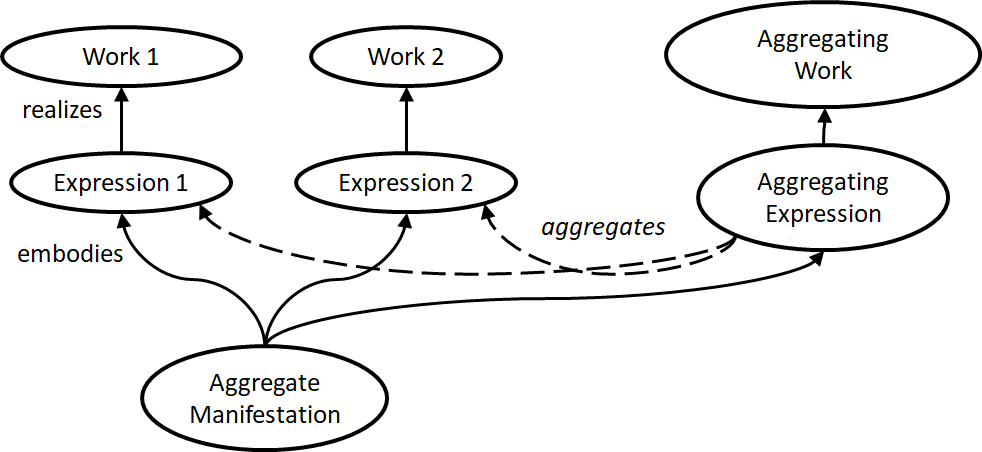 Work 1
Work 2
Aggregating
Work
realizes
Expression 1
Expression 2
Aggregating
Expression
aggregates
embodies
Aggregate
Manifestation